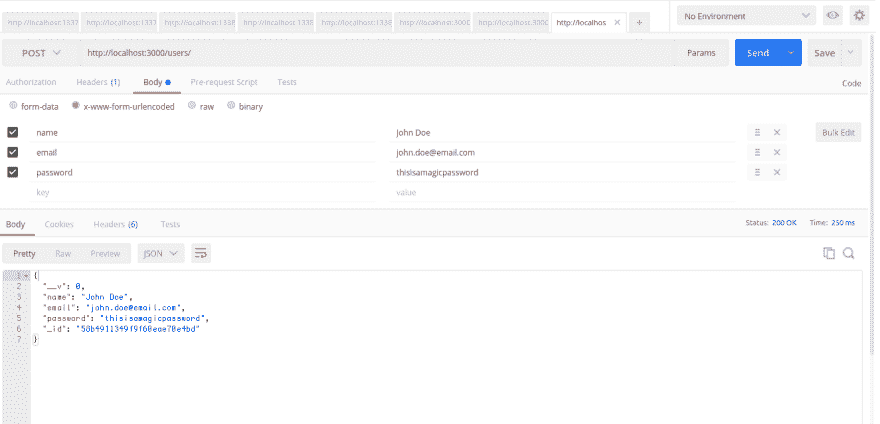 http://localhost:1337 http://localhost:1337 http://localhost:1338 http://localhost:1338 http://localhost:1338 http://localhost:3000 http://localhost:3000 http://localhos × + No Environment
POST http://localhost:3000/users/ Params Send Save
Authorization Headers (1) Body Pre-request Script Tests Code
form-data x-www-form-urlencoded raw binary
name John Doe Bulk Edit
email john.doe@email.com
password thisisamagicpassword
key value
Body Cookies Headers (6) Tests Status: 200 OK Time: 250 ms
Pretty Raw Preview JSON
1 {
2 "__v": 0,
3 "name": "John Doe",
4 "email": "john.doe@email.com",
5 "password": "thisisamagicpassword",
6 "_id":
7 }